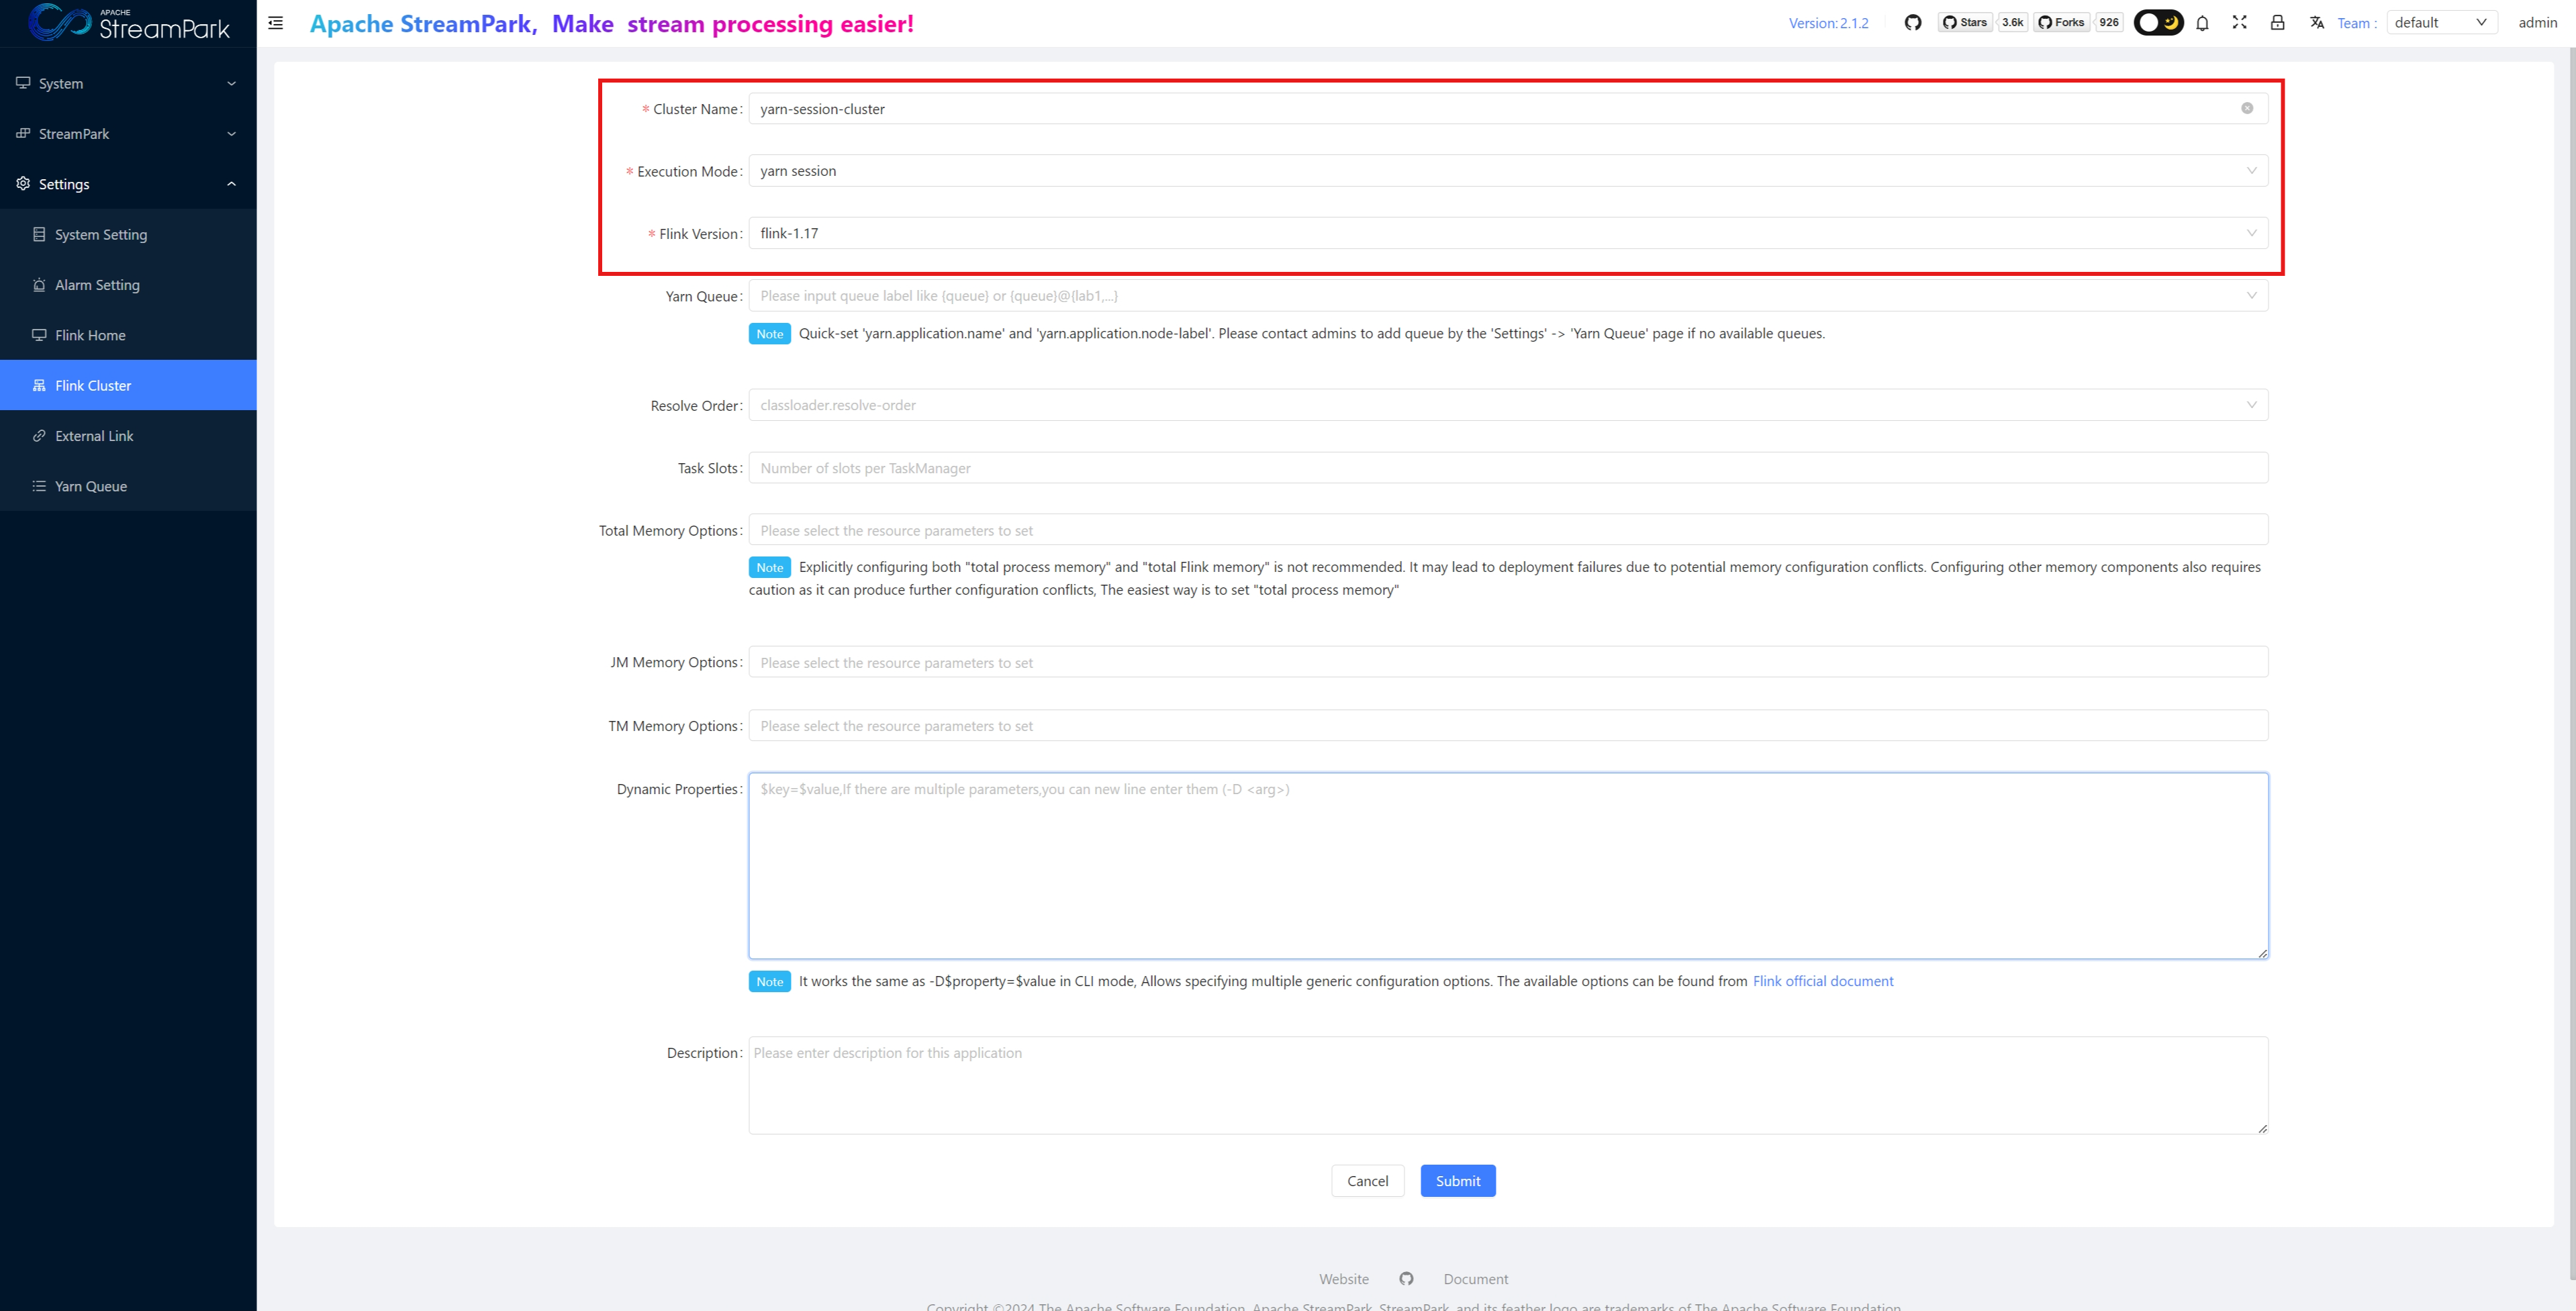 APACHE
StreamPark
Apache StreamPark, Make stream processing easier!
Version: 2.1.2
Stars 3.6k
Forks 926
Team : default
admin
System
StreamPark
Settings
System Setting
Alarm Setting
Flink Home
Flink Cluster
External Link
Yarn Queue
* Cluster Name: yarn-session-cluster
* Execution Mode: yarn session
* Flink Version: flink-1.17
Yarn Queue: Please input queue label like {queue} or {queue}@{lab1,...}
Note Quick-set 'yarn.application.name' and 'yarn.application.node-label'. Please contact admins to add queue by the 'Settings' -> 'Yarn Queue' page if no available queues.
Resolve Order: classloader.resolve-order
Task Slots: Number of slots per TaskManager
Total Memory Options: Please select the resource parameters to set
Note Explicitly configuring both "total process memory" and "total Flink memory" is not recommended. It may lead to deployment failures due to potential memory configuration conflicts. Configuring other memory components also requires
caution as it can produce further configuration conflicts, The easiest way is to set "total process memory"
JM Memory Options: Please select the resource parameters to set
TM Memory Options: Please select the resource parameters to set
Dynamic Properties: $key=$value,If there are multiple parameters,you can new line enter them (-D <arg>)
Note It works the same as -D$property=$value in CLI mode, Allows specifying multiple generic configuration options. The available options can be found from Flink official document
Description: Please enter description for this application
Cancel Submit
Website Document
Copyright ©2024 The Apache Software Foundation. Apache StreamPark, StreamPark, and its feather logo are trademarks of The Apache Software Foundation.